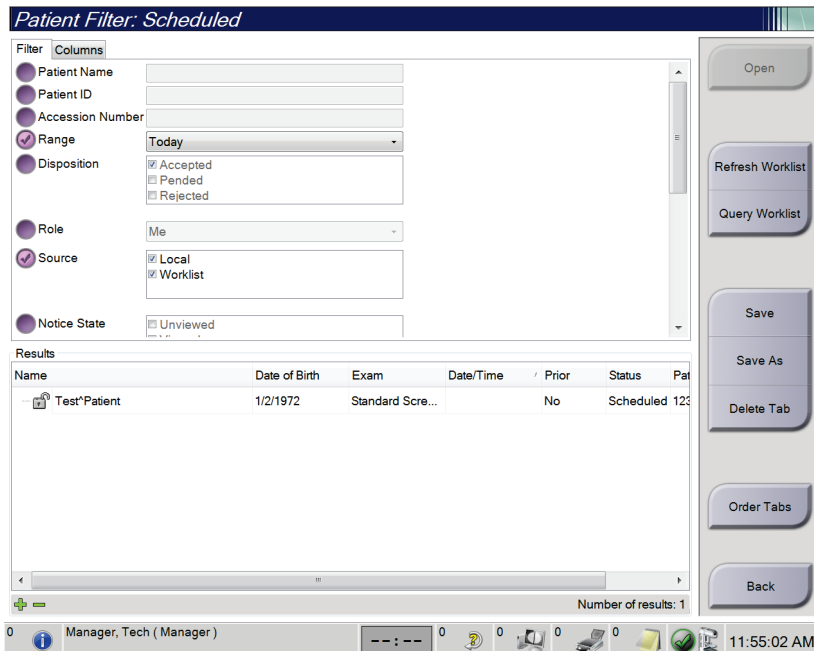 Patient Filter: Scheduled
Filter Columns
Patient Name
Patient ID
Accession Number
Range Today
Disposition Accepted
Pended
Rejected
Role Me
Source Local
Worklist
Notice State Unviewed
Open
Refresh Worklist
Query Worklist
Save
Save As
Delete Tab
Order Tabs
Back
Results
Name Date of Birth Exam Date/Time Prior Status Pat
Test^Patient 1/2/1972 Standard Scre... No Scheduled 123
Number of results: 1
0 Manager, Tech ( Manager ) --:-- 0 0 0 0 11:55:02 AM